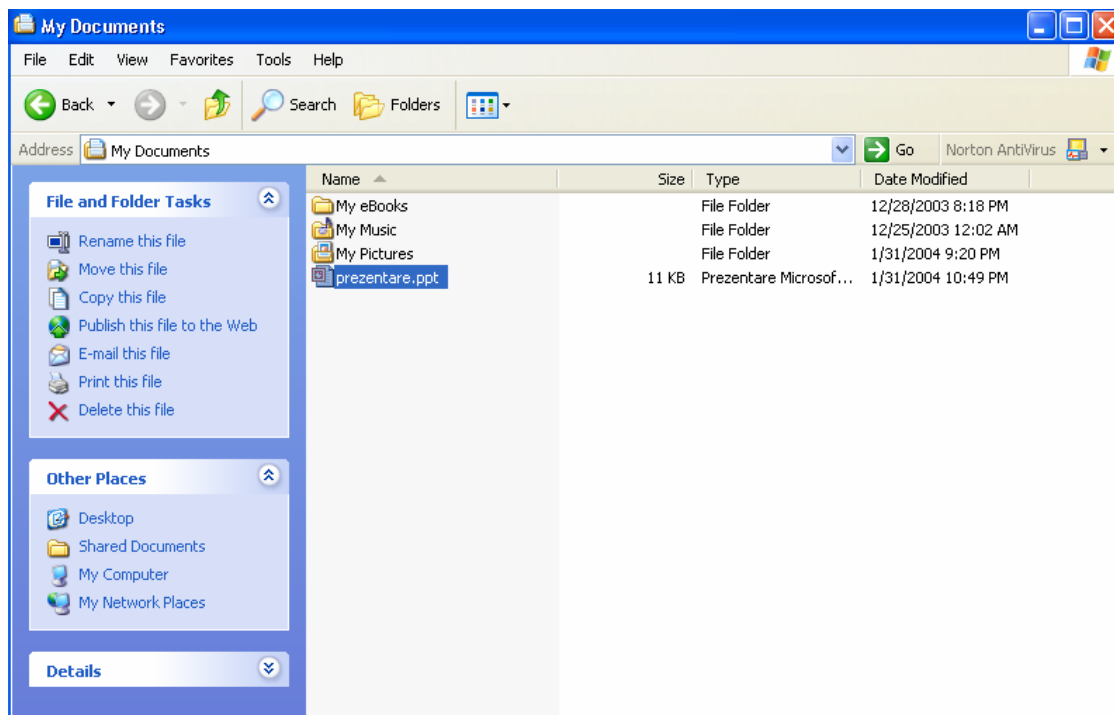 My Documents
File Edit View Favorites Tools Help
Back Search Folders
Address My Documents Go Norton AntiVirus
Name Size Type Date Modified
My eBooks File Folder 12/28/2003 8:18 PM
My Music File Folder 12/25/2003 12:02 AM
My Pictures File Folder 1/31/2004 9:20 PM
prezentare.ppt 11 KB Prezentare Microsof... 1/31/2004 10:49 PM
File and Folder Tasks
Rename this file
Move this file
Copy this file
Publish this file to the Web
E-mail this file
Print this file
Delete this file
Other Places
Desktop
Shared Documents
My Computer
My Network Places
Details